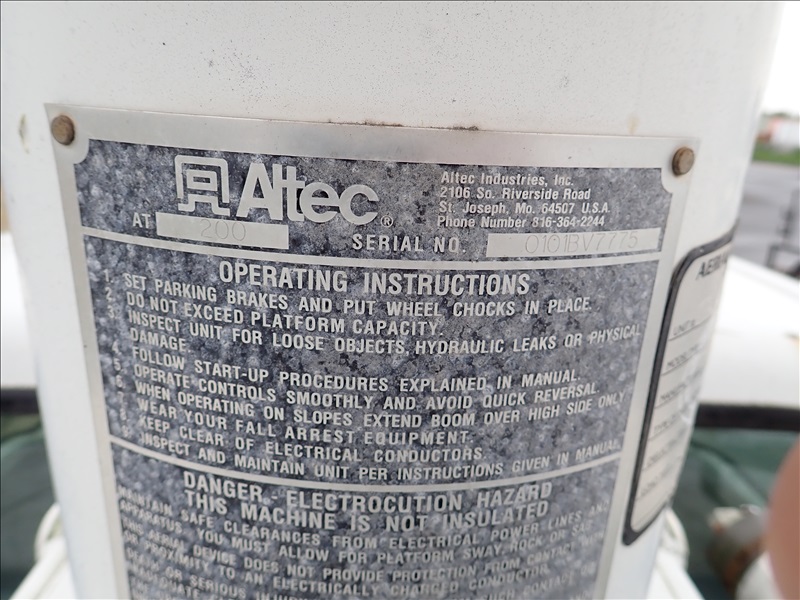 Altec®
Altec Industries, Inc.
2106 So. Riverside Road
St. Joseph, Mo. 64507 U.S.A.
Phone Number 816-364-2244
AT 200
SERIAL NO. 0101BV7775
OPERATING INSTRUCTIONS
1. SET PARKING BRAKES AND PUT WHEEL CHOCKS IN PLACE.
2. DO NOT EXCEED PLATFORM CAPACITY.
3. INSPECT UNIT FOR LOOSE OBJECTS, HYDRAULIC LEAKS OR PHYSICAL
DAMAGE.
4. FOLLOW START-UP PROCEDURES EXPLAINED IN MANUAL.
5. OPERATE CONTROLS SMOOTHLY AND AVOID QUICK REVERSAL.
6. WHEN OPERATING ON SLOPES EXTEND BOOM OVER HIGH SIDE ONLY
7. WEAR YOUR FALL ARREST EQUIPMENT.
8. KEEP CLEAR OF ELECTRICAL CONDUCTORS.
9. INSPECT AND MAINTAIN UNIT PER INSTRUCTIONS GIVEN IN MANUAL.
DANGER - ELECTROCUTION HAZARD
THIS MACHINE IS NOT INSULATED
MAINTAIN SAFE CLEARANCES FROM ELECTRICAL POWER LINES AND
APPARATUS. YOU MUST ALLOW FOR PLATFORM SWAY, ROCK OR SAG.
THIS AERIAL DEVICE DOES NOT PROVIDE PROTECTION FROM CONTACT WITH
OR PROXIMITY TO AN ELECTRICALLY CHARGED CONDUCTOR.
DEATH OR SERIOUS
SUCH CONTACT